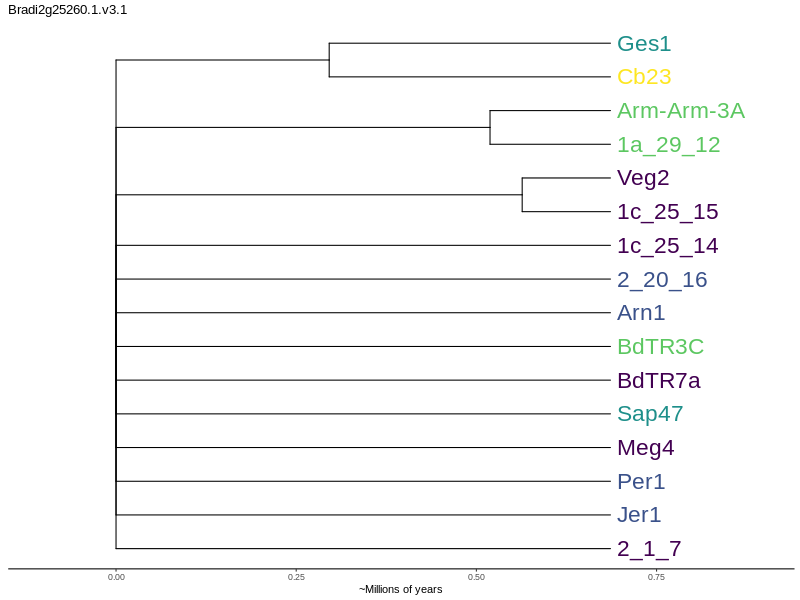 Bradi2g25260.1.v3.1
Ges1
Cb23
Arm-Arm-3A
1a_29_12
Veg2
1c_25_15
1c_25_14
2_20_16
Arn1
BdTR3C
BdTR7a
Sap47
Meg4
Per1
Jer1
2_1_7
0.00 0.25 0.50 0.75
~Millions of years